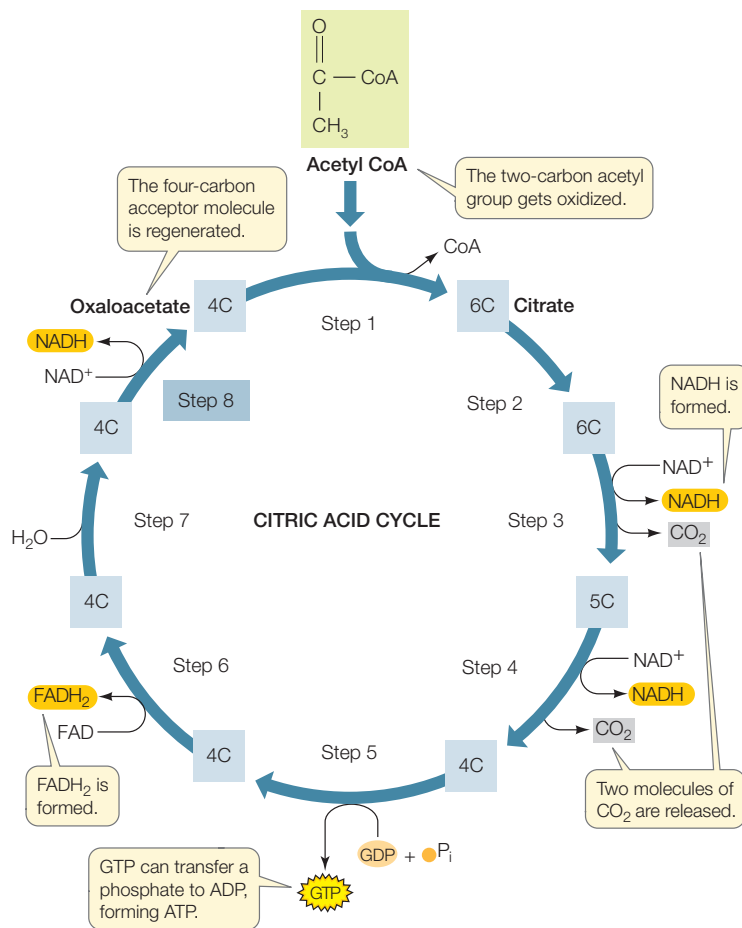 O
C — CoA
CH₃
Acetyl CoA
The two-carbon acetyl
group gets oxidized.
The four-carbon
acceptor molecule
is regenerated.
CoA
Oxaloacetate
4C
6C
Citrate
Step 1
NADH
NAD⁺
Step 8
4C
Step 2
6C
NADH is
formed.
NAD⁺
NADH
CO₂
Step 7
CITRIC ACID CYCLE
Step 3
H₂O
4C
5C
Step 6
Step 4
NAD⁺
NADH
CO₂
FADH₂
FAD
4C
Step 5
4C
FADH₂ is
formed.
Two molecules of
CO₂ are released.
GDP + Pᵢ
GTP
GTP can transfer a
phosphate to ADP,
forming ATP.